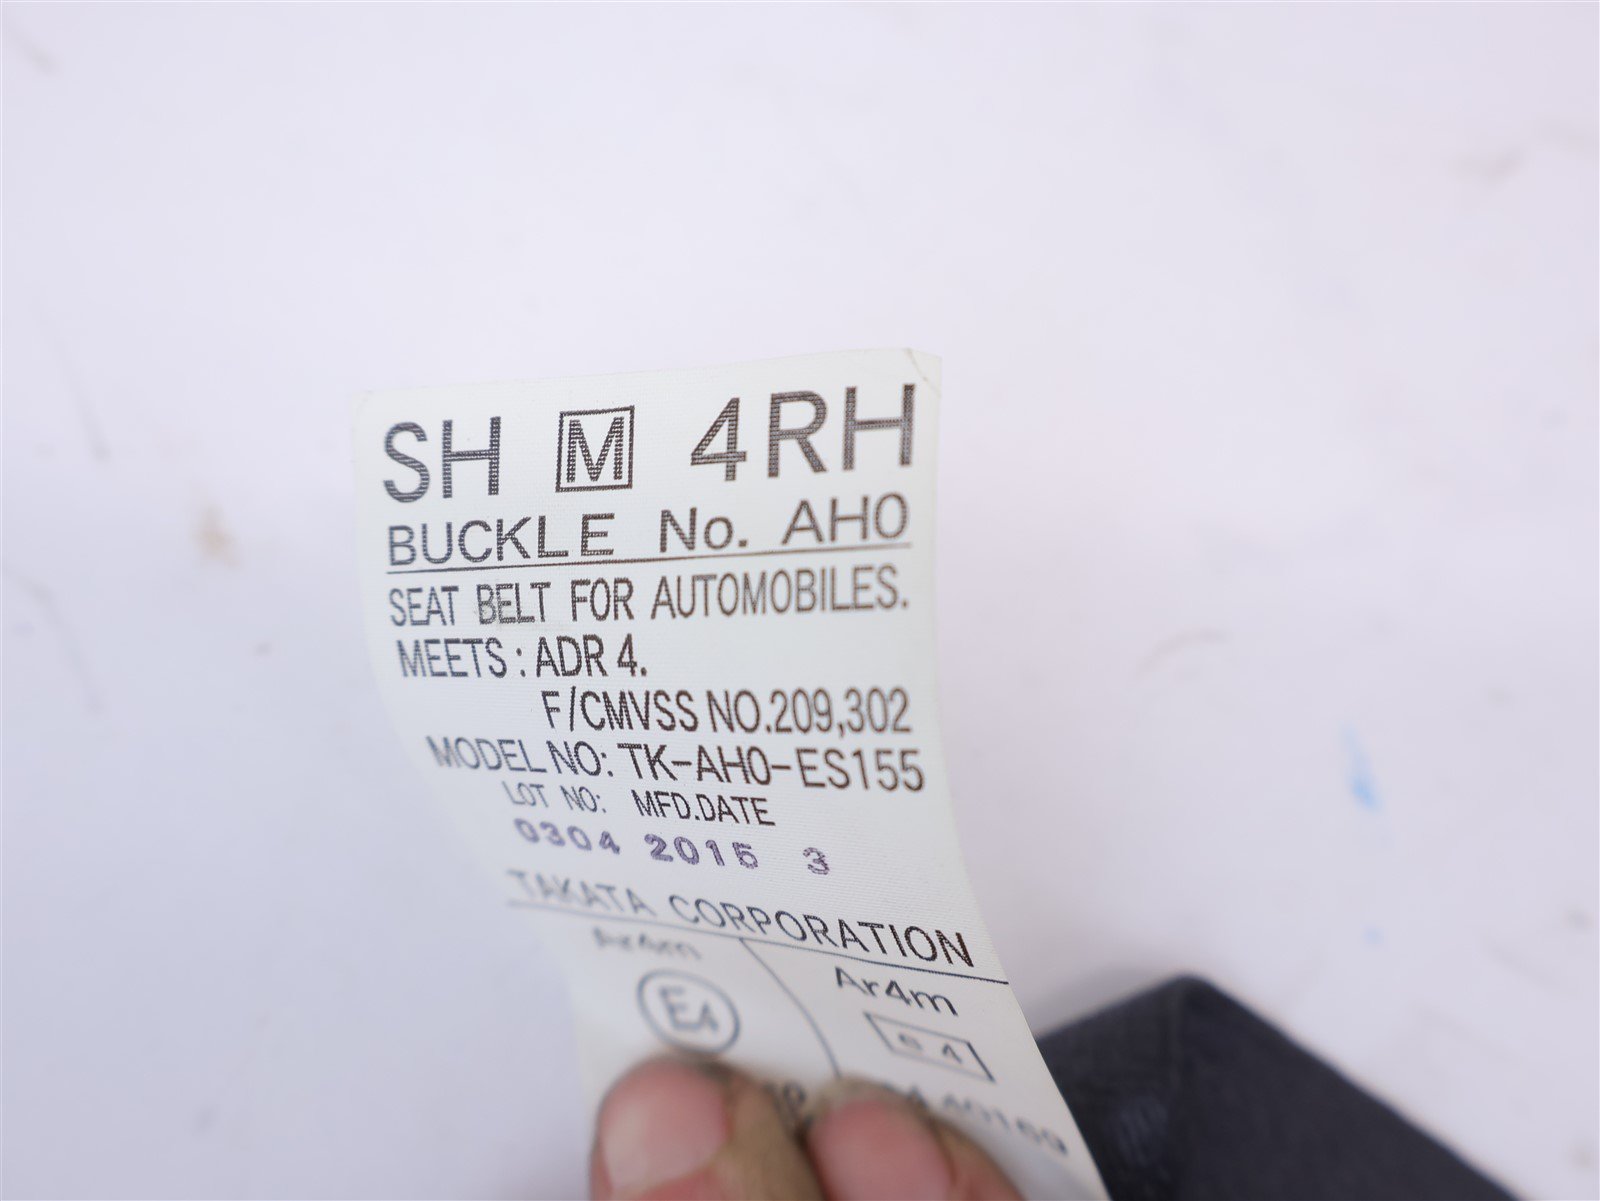 SH M 4RH
BUCKLE No. AH0
SEAT BELT FOR AUTOMOBILES.
MEETS : ADR 4.
F/CMVSS NO.209,302
MODEL NO: TK-AH0-ES155
LOT NO: MFD.DATE
0304 2015 3
TAKATA CORPORATION
Ar4m Ar4m
E4 e 4